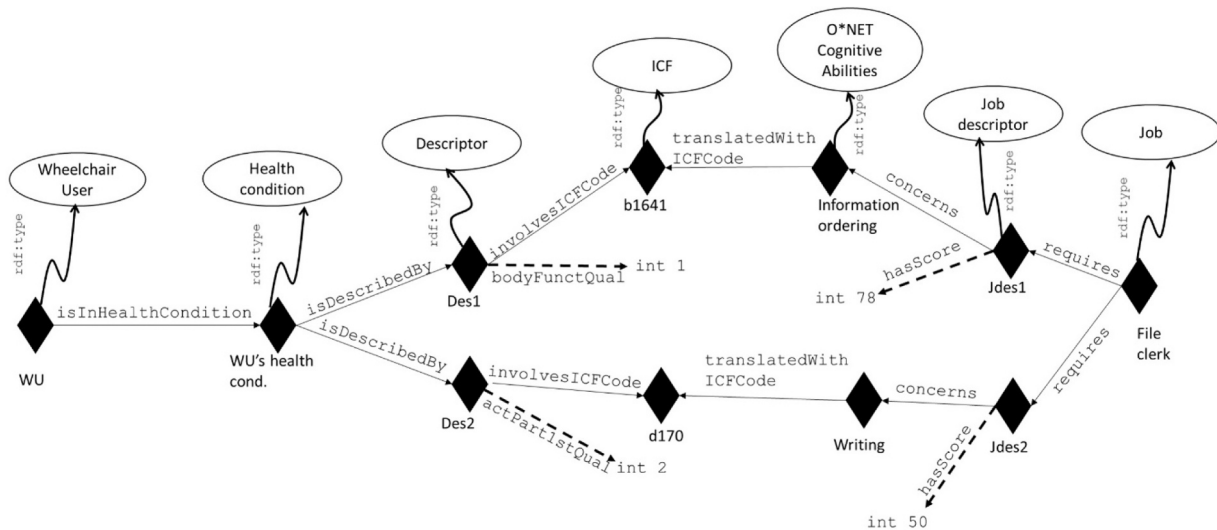 O*NET
Cognitive
Abilities
ICF
Job
descriptor
Job
Descriptor
Wheelchair
User
Health
condition
rdf:type
rdf:type
rdf:type
rdf:type
rdf:type
rdf:type
rdf:type
translatedWith
ICFCode
b1641
Information
ordering
concerns
involvesICFCode
bodyFunctQual
int 1
hasScore
int 78
requires
Des1
Jdes1
isDescribedBy
isInHealthCondition
WU
WU's health
cond.
File
clerk
isDescribedBy
involvesICFCode
translatedWith
ICFCode
concerns
requires
Des2
d170
Writing
Jdes2
actPart1stQual
int 2
hasScore
int 50